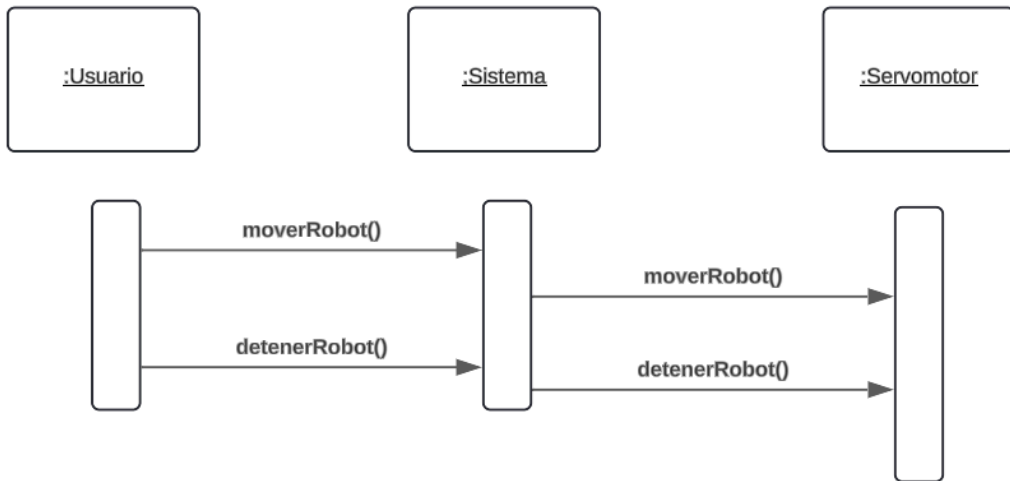 :Usuario
:Sistema
:Servomotor
moverRobot()
moverRobot()
detenerRobot()
detenerRobot()